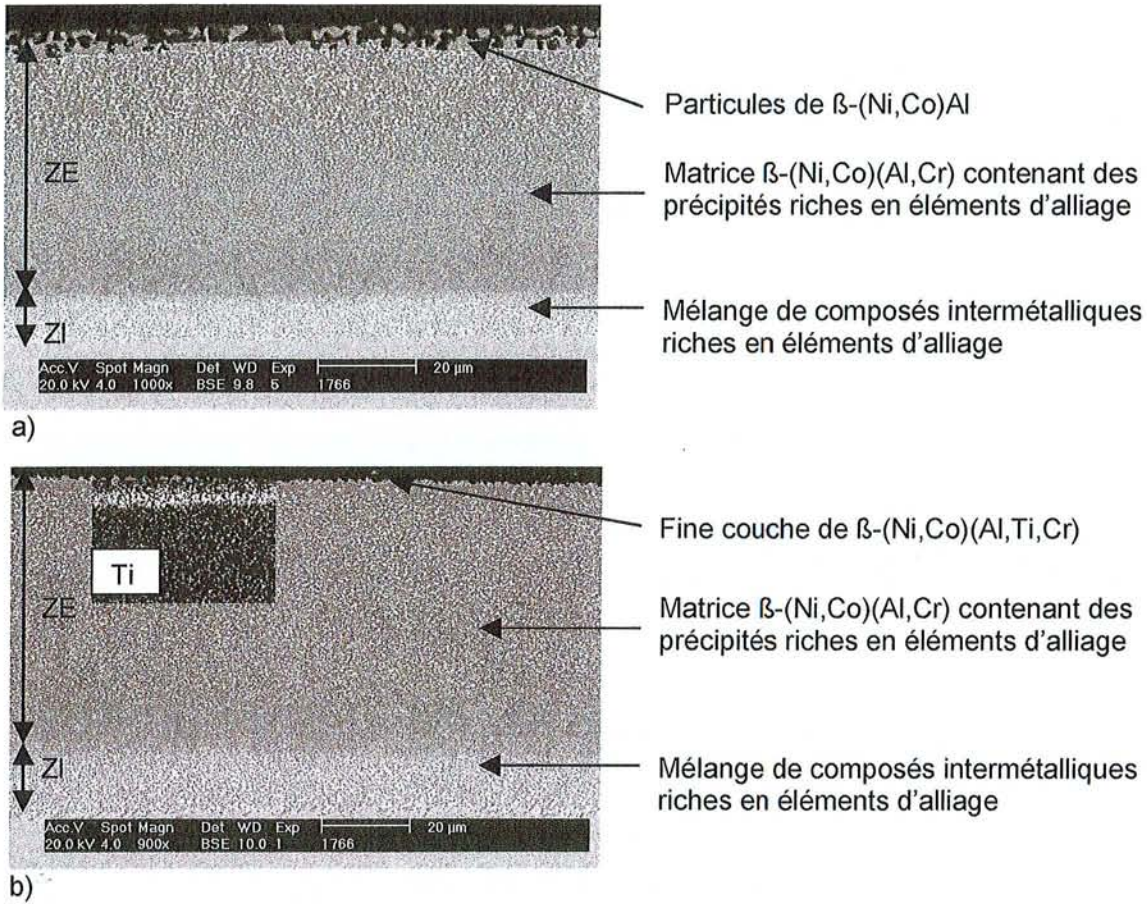 Particules de ß-(Ni,Co)Al
ZE
Matrice ß-(Ni,Co)(Al,Cr) contenant des
précipités riches en éléments d'alliage
Mélange de composés intermétalliques
riches en éléments d'alliage
ZI
Acc.V Spot Magn Det WD Exp 20 µm
20.0 kV 4.0 1000x BSE 9.8 5 1766
a)
Fine couche de ß-(Ni,Co)(Al,Ti,Cr)
Ti
ZE
Matrice ß-(Ni,Co)(Al,Cr) contenant des
précipités riches en éléments d'alliage
ZI
Mélange de composés intermétalliques
riches en éléments d'alliage
Acc.V Spot Magn Det WD Exp 20 µm
20.0 kV 4.0 900x BSE 10.0 1 1766
b)